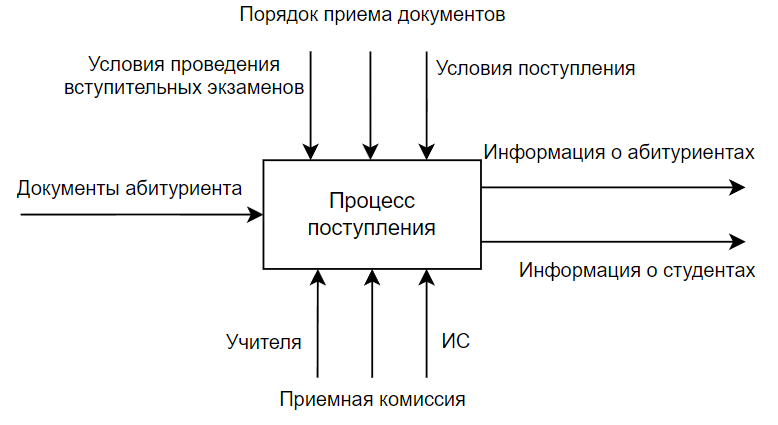 Порядок приема документов
Условия проведения
вступительных экзаменов
Условия поступления
Информация о абитуриентах
Документы абитуриента
Процесс
поступления
Информация о студентах
Учителя
ИС
Приемная комиссия